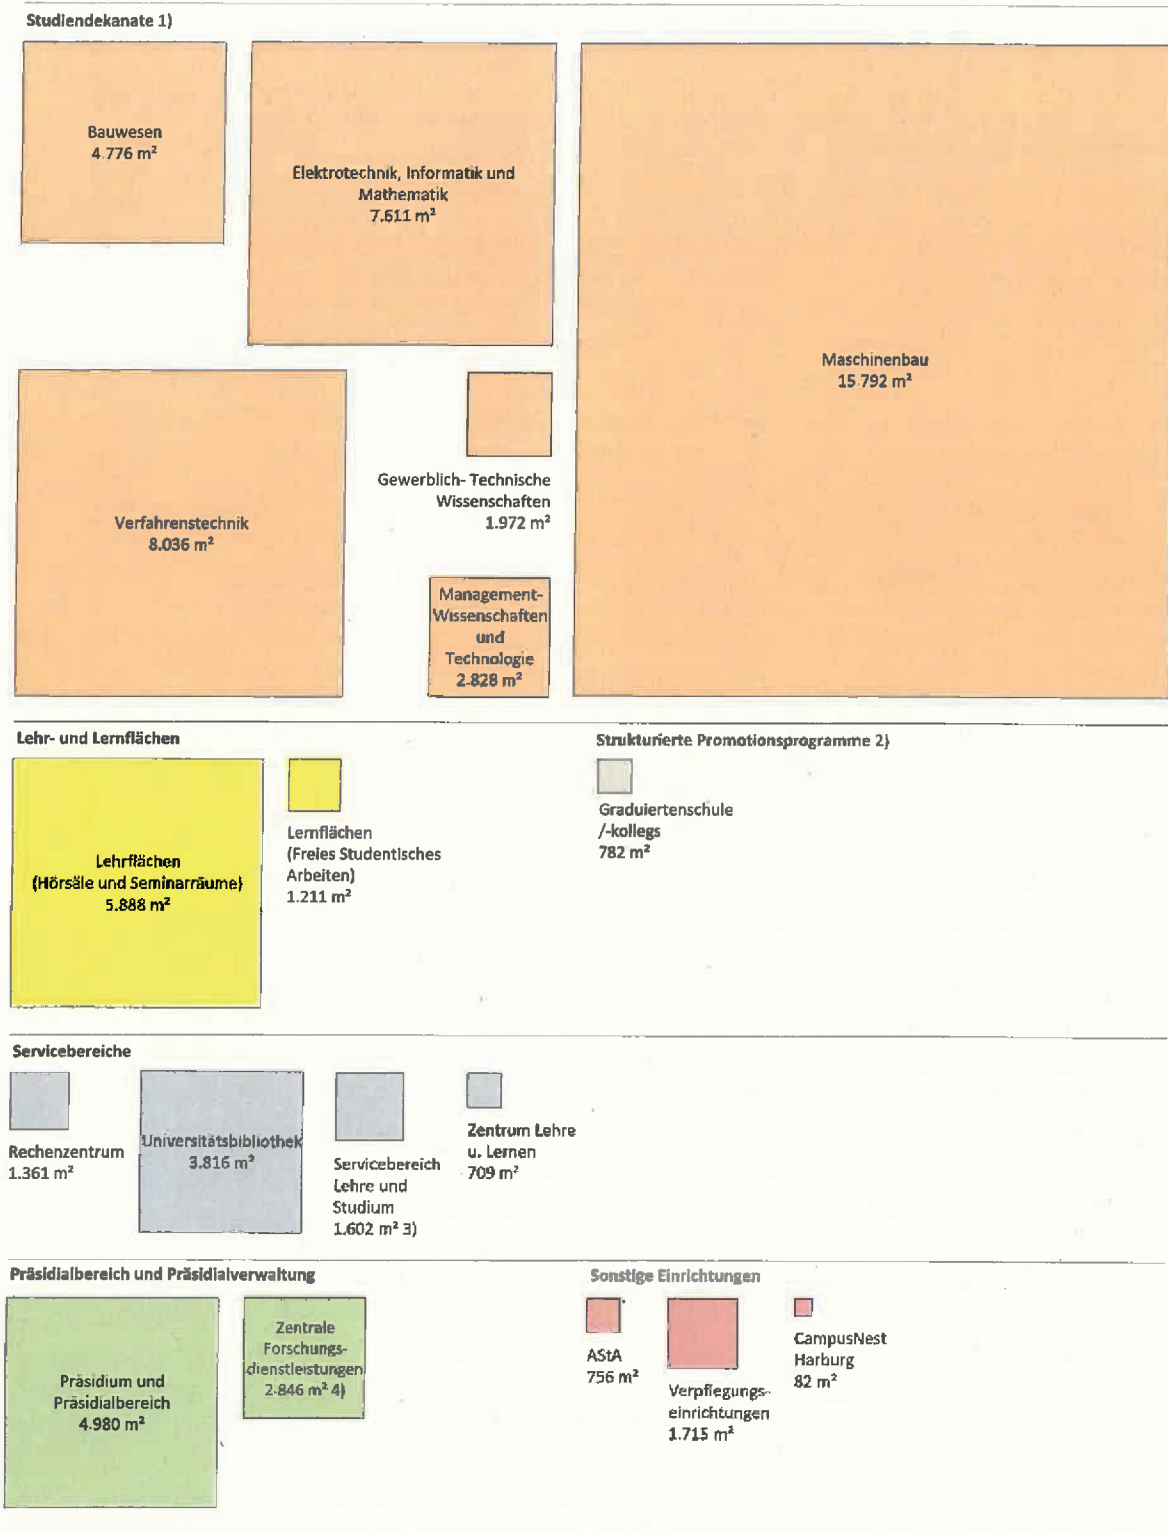 Studiendekanate 1)
Bauwesen
4.776 m²
Elektrotechnik, Informatik und
Mathematik
7.611 m²
Maschinenbau
15.792 m²
Verfahrenstechnik
8.036 m²
Gewerblich- Technische
Wissenschaften
1.972 m²
Management-
Wissenschaften
und
Technologie
2.828 m²
Lehr- und Lernflächen
Lehrflächen
(Hörsäle und Seminarräume)
5.888 m²
Lernflächen
(Freies Studentisches
Arbeiten)
1.211 m²
Strukturierte Promotionsprogramme 2)
Graduiertenschule
/-kollegs
782 m²
Servicebereiche
Rechenzentrum
1.361 m²
Universitätsbibliothek
3.816 m²
Servicebereich
Lehre und
Studium
1.602 m² 3)
Zentrum Lehre
u. Lernen
709 m²
Präsidialbereich und Präsidialverwaltung
Präsidium und
Präsidialbereich
4.980 m²
Zentrale
Forschungs-
dienstleistungen
2.846 m² 4)
Sonstige Einrichtungen
AStA
756 m²
Verpflegungs-
einrichtungen
1.715 m²
CampusNest
Harburg
82 m²